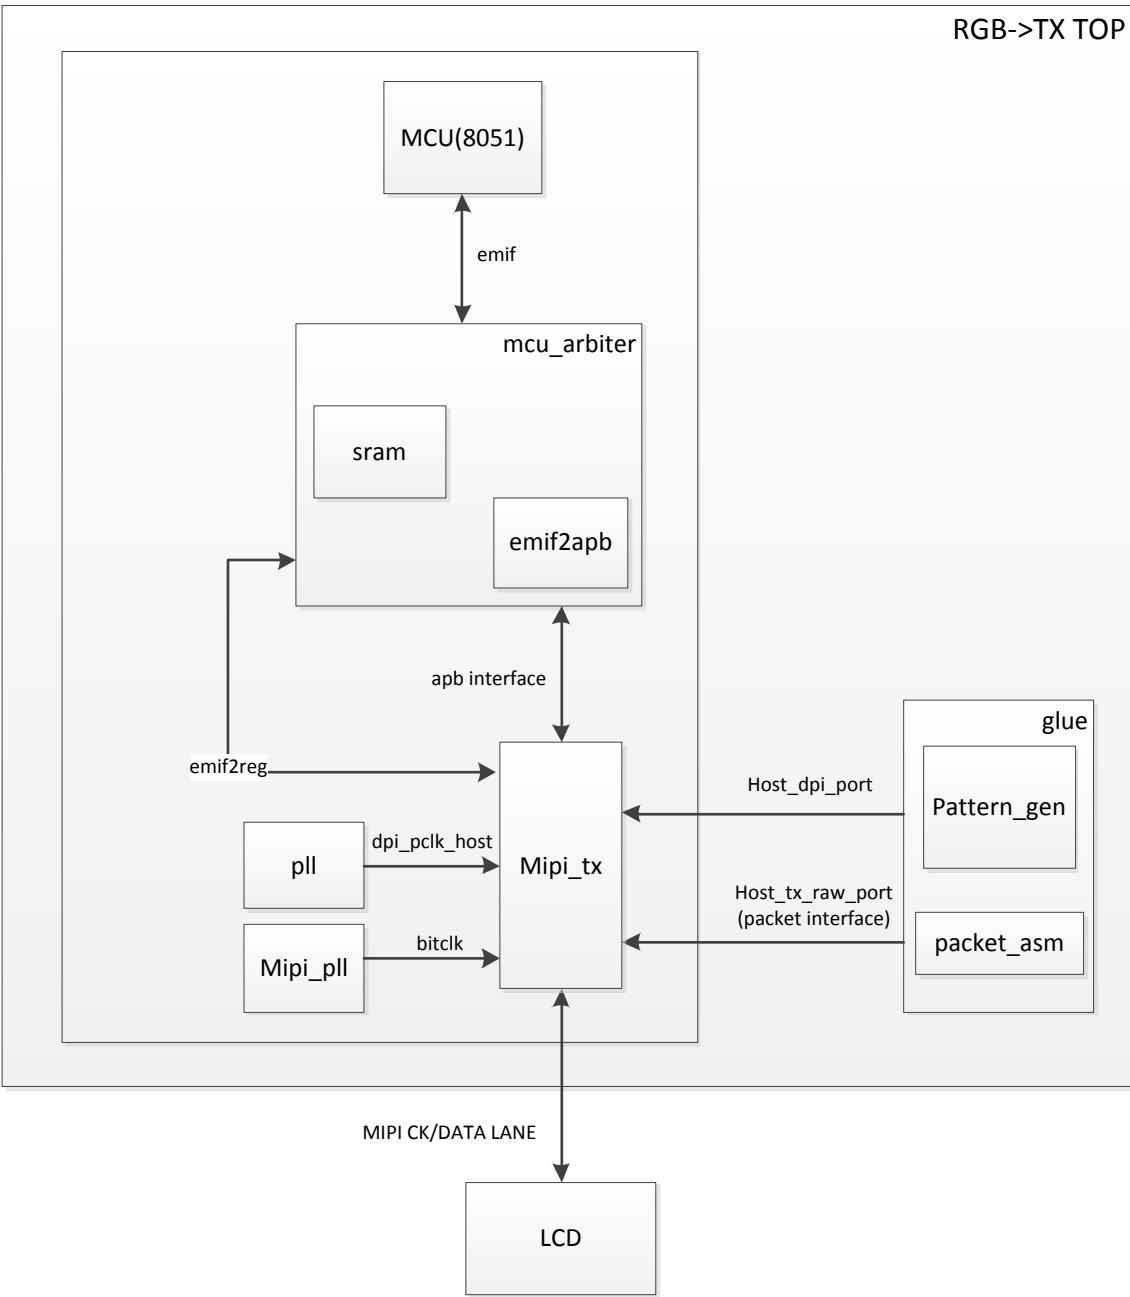 RGB->TX TOP
MCU(8051)
emif
mcu_arbiter
sram
emif2apb
apb interface
emif2reg
glue
Host_dpi_port
Pattern_gen
dpi_pclk_host
pll
Mipi_tx
Host_tx_raw_port
(packet interface)
packet_asm
bitclk
Mipi_pll
MIPI CK/DATA LANE
LCD